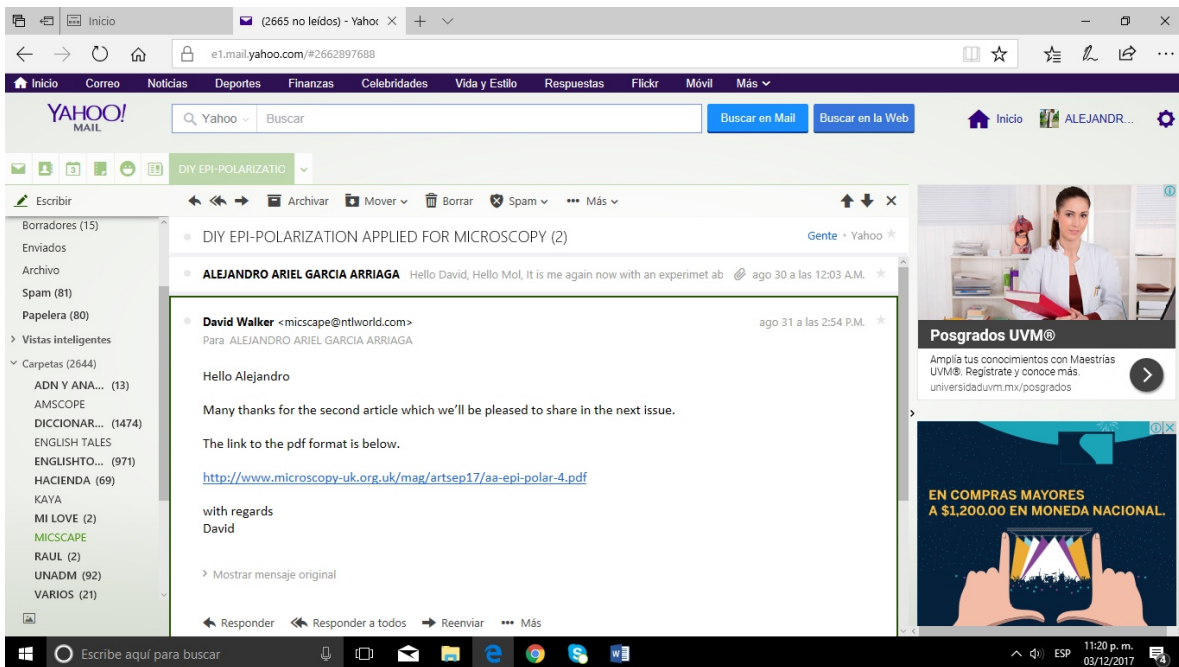 Inicio
(2665 no leídos) - Yahoo
e1.mail.yahoo.com/#2662897688
Inicio Correo Noticias Deportes Finanzas Celebridades Vida y Estilo Respuestas Flickr Móvil Más
YAHOO!
MAIL
Yahoo Buscar Buscar en Mail Buscar en la Web Inicio ALEJANDR...
3
DIY EPI-POLARIZATIC
Escribir Archivar Mover Borrar Spam ••• Más
Borradores (15)
Enviados
Archivo
Spam (81)
Papelera (80)
Vistas inteligentes
Carpetas (2644)
ADN Y ANA... (13)
AMSCOPE
DICCIONAR... (1474)
ENGLISH TALES
ENGLISHTO... (971)
HACIENDA (69)
KAYA
MI LOVE (2)
MICSCAPE
RAUL (2)
UNADM (92)
VARIOS (21)
DIY EPI-POLARIZATION APPLIED FOR MICROSCOPY (2) Gente • Yahoo
ALEJANDRO ARIEL GARCIA ARRIAGA Hello David, Hello Mol, It is me again now with an experimet ab ago 30 a las 12:03 A.M.
David Walker <micscape@ntlworld.com> ago 31 a las 2:54 P.M.
Para ALEJANDRO ARIEL GARCIA ARRIAGA
Hello Alejandro
Many thanks for the second article which we'll be pleased to share in the next issue.
The link to the pdf format is below.
http://www.microscopy-uk.org.uk/mag/artsep17/aa-epi-polar-4.pdf
with regards
David
Mostrar mensaje original
Responder Responder a todos Reenviar ••• Más
Posgrados UVM®
Amplía tus conocimientos con Maestrías
UVM®. Regístrate y conoce más.
universidaduvm.mx/posgrados
EN COMPRAS MAYORES
A $1,200.00 EN MONEDA NACIONAL.
Escribe aquí para buscar
ESP
11:20 p. m.
03/12/2017
4